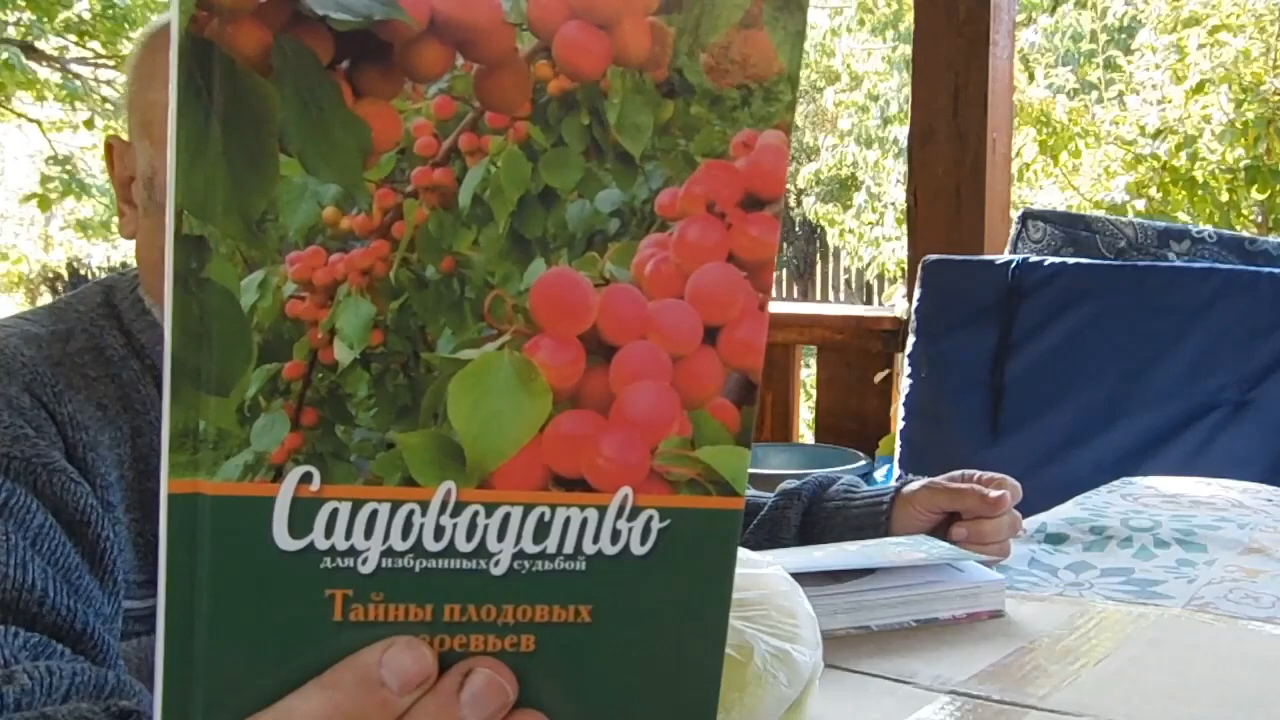 Садоводство
для избранных судьбой
Тайны плодовых